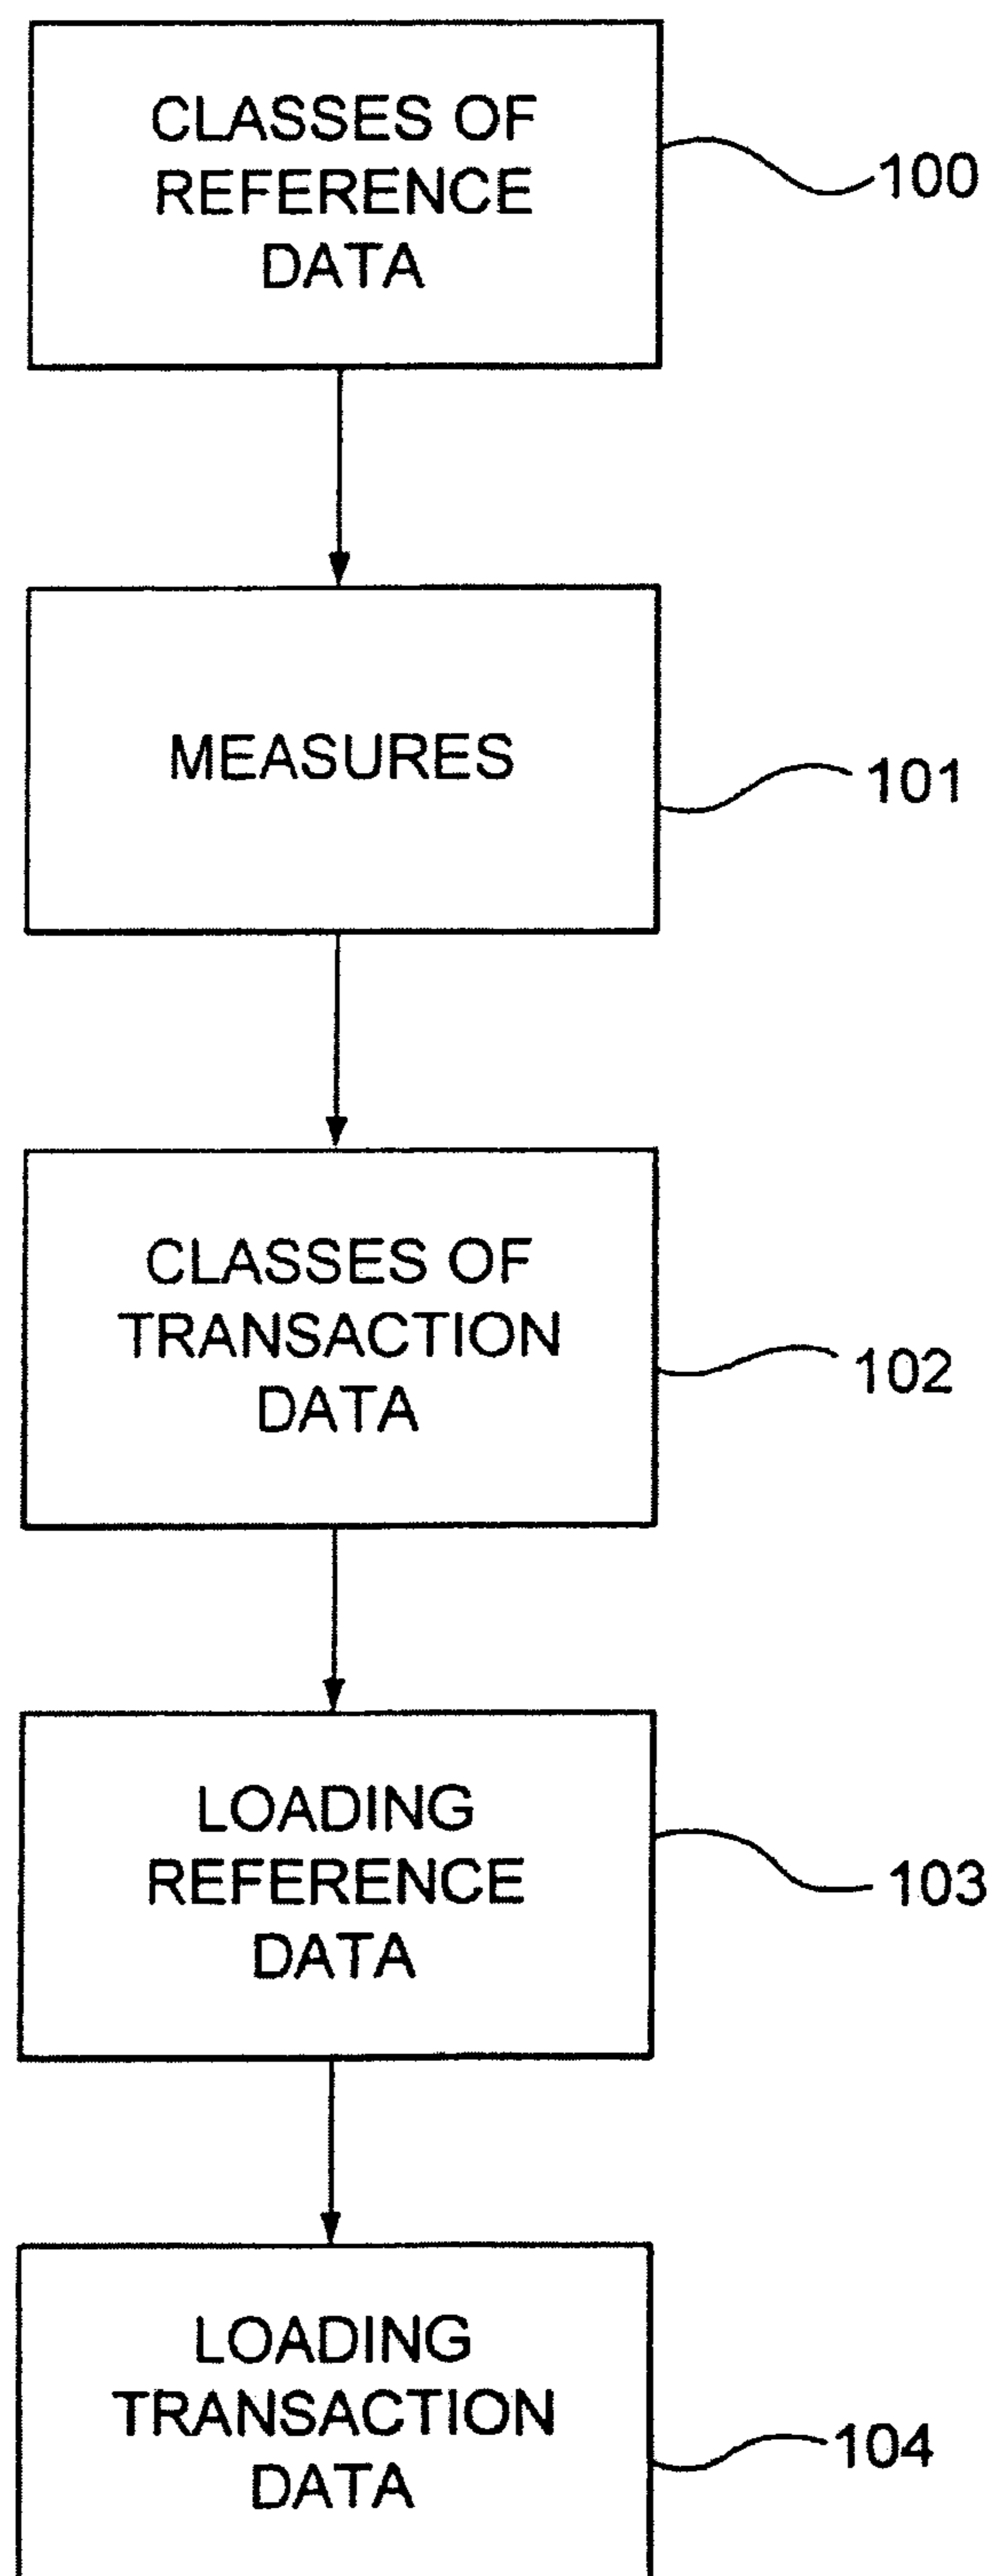 CLASSES OF
REFERENCE
DATA
100
MEASURES
101
CLASSES OF
TRANSACTION
DATA
102
LOADING
REFERENCE
DATA
103
LOADING
TRANSACTION
DATA
104